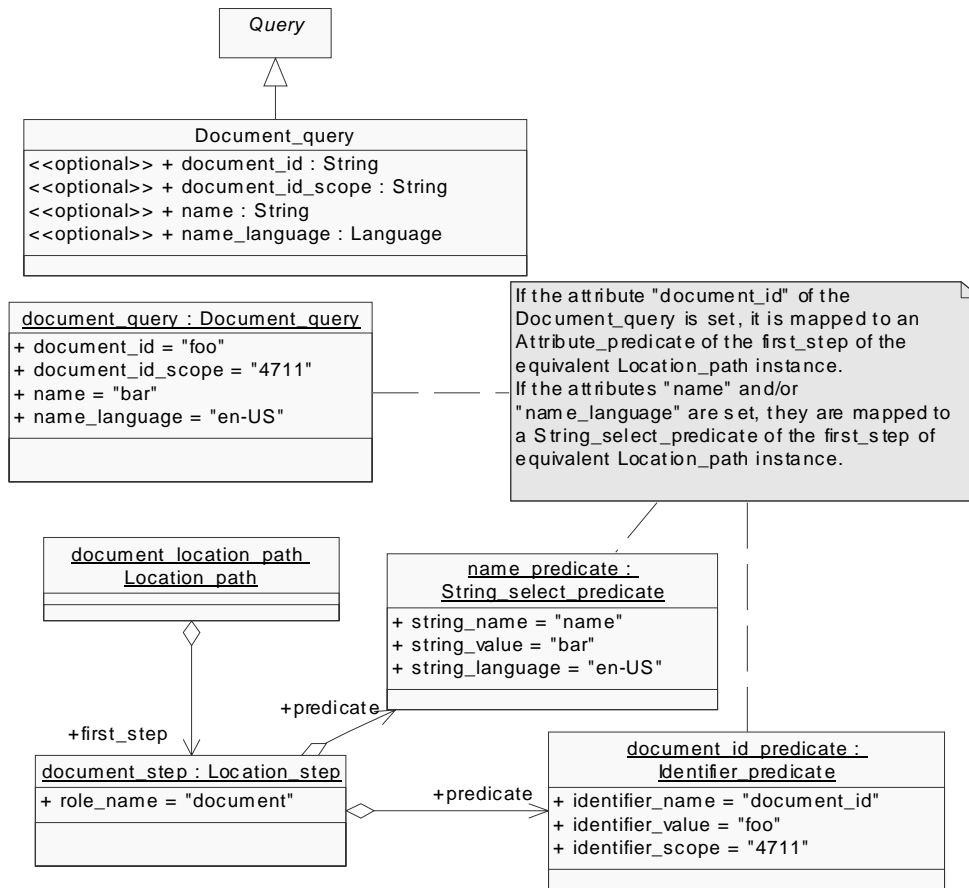 Query
Document_query
<<optional>> + document_id : String
<<optional>> + document_id_scope : String
<<optional>> + name : String
<<optional>> + name_language : Language
document_query : Document_query
+ document_id = "foo"
+ document_id_scope = "4711"
+ name = "bar"
+ name_language = "en-US"
If the attribute "document_id" of the
Document_query is set, it is mapped to an
Attribute_predicate of the first_step of the
equivalent Location_path instance.
If the attributes "name" and/or
"name_language" are set, they are mapped to
a String_select_predicate of the first_step of
equivalent Location_path instance.
document_location_path
Location_path
name_predicate :
String_select_predicate
+ string_name = "name"
+ string_value = "bar"
+ string_language = "en-US"
+predicate
+first_step
document_step : Location_step
+ role_name = "document"
+predicate
document_id_predicate :
Identifier_predicate
+ identifier_name = "document_id"
+ identifier_value = "foo"
+ identifier_scope = "4711"